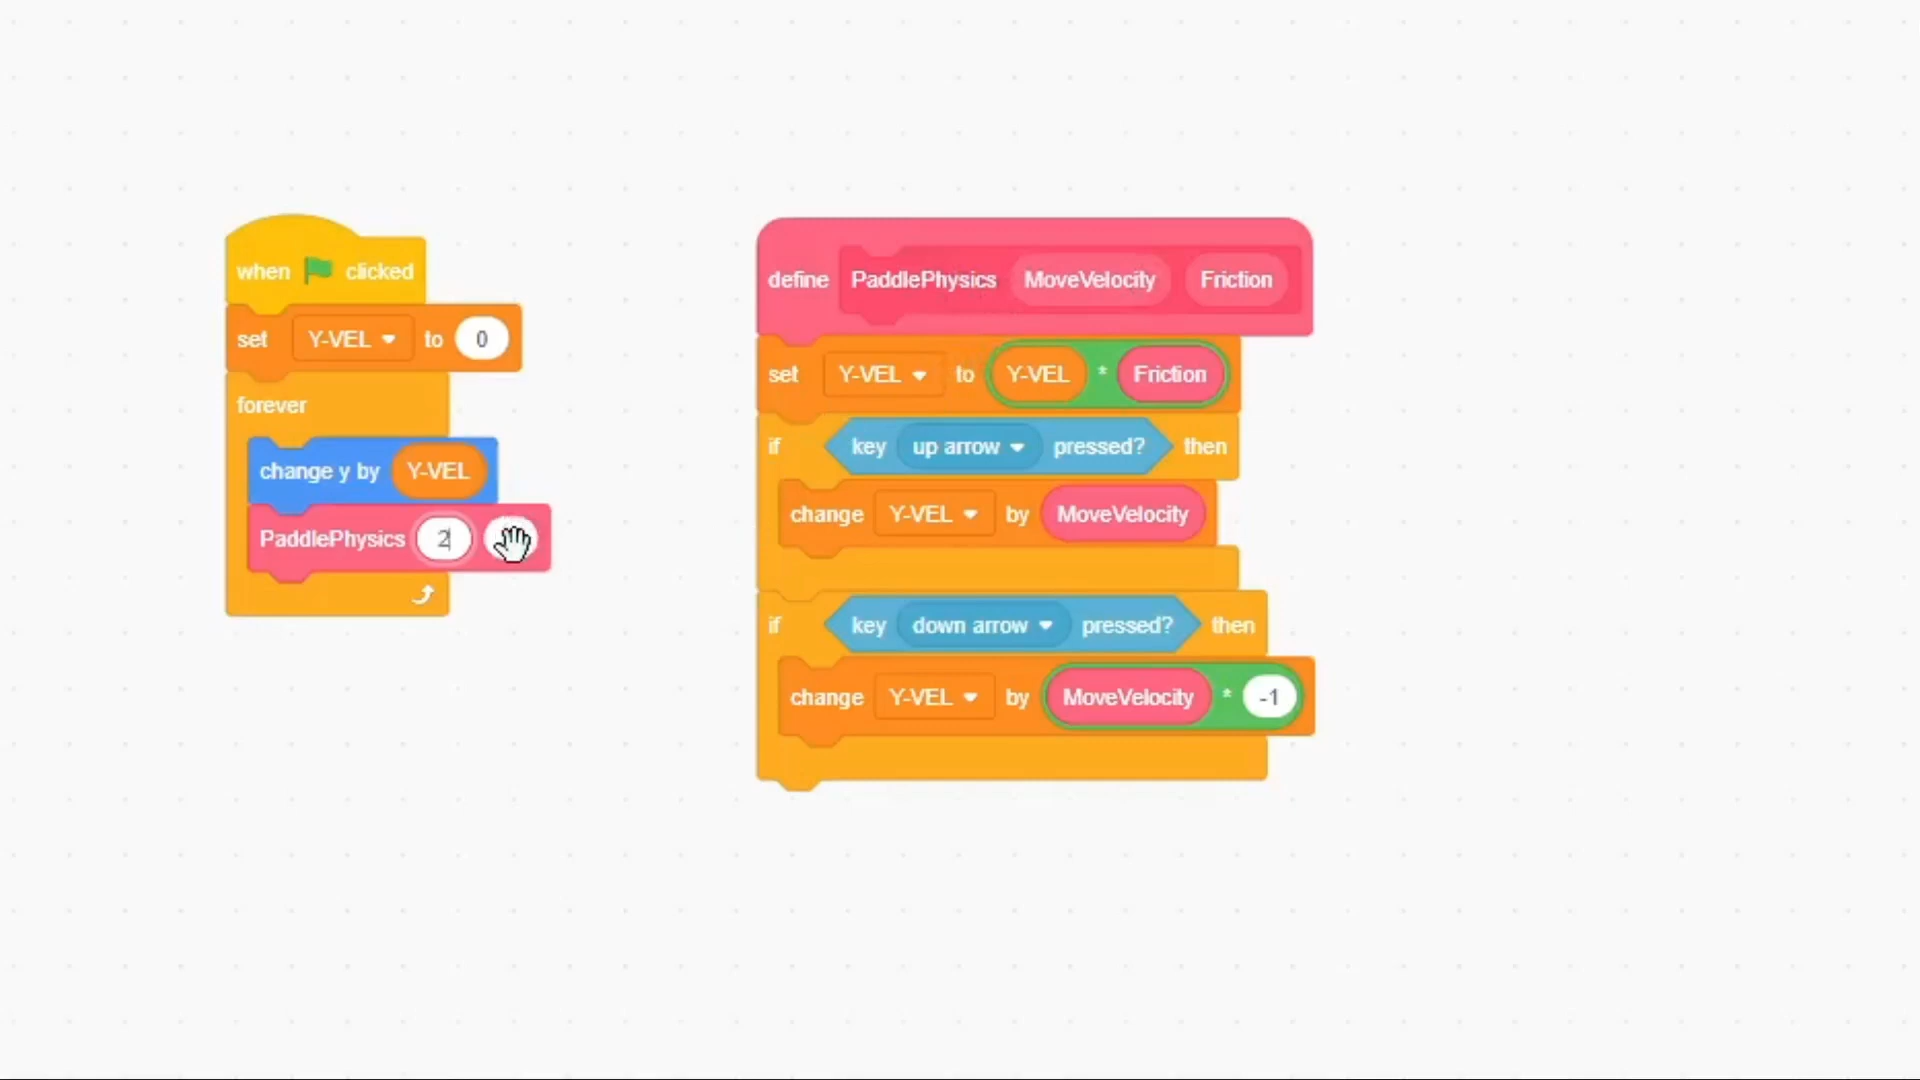 when clicked
set Y-VEL to 0
forever
change y by Y-VEL
PaddlePhysics 2
define PaddlePhysics MoveVelocity Friction
set Y-VEL to Y-VEL * Friction
if key up arrow pressed? then
change Y-VEL by MoveVelocity
if key down arrow pressed? then
change Y-VEL by MoveVelocity * -1